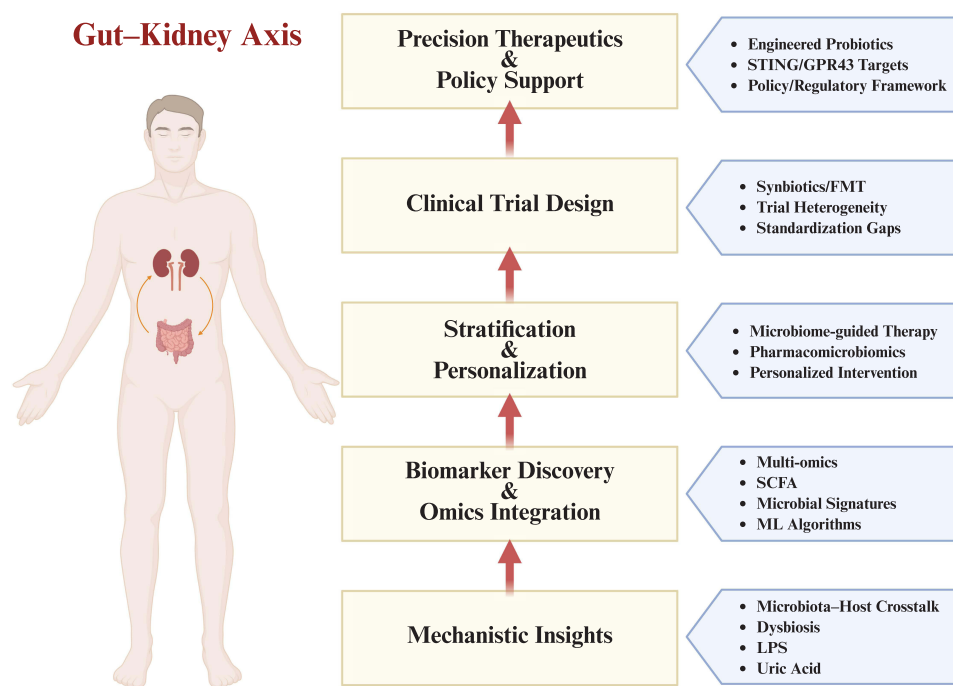 Gut–Kidney Axis
Precision Therapeutics
&
Policy Support
• Engineered Probiotics
• STING/GPR43 Targets
• Policy/Regulatory Framework
Clinical Trial Design
• Synbiotics/FMT
• Trial Heterogeneity
• Standardization Gaps
Stratification
&
Personalization
• Microbiome-guided Therapy
• Pharmacomicrobiomics
• Personalized Intervention
Biomarker Discovery
&
Omics Integration
• Multi-omics
• SCFA
• Microbial Signatures
• ML Algorithms
Mechanistic Insights
• Microbiota–Host Crosstalk
• Dysbiosis
• LPS
• Uric Acid